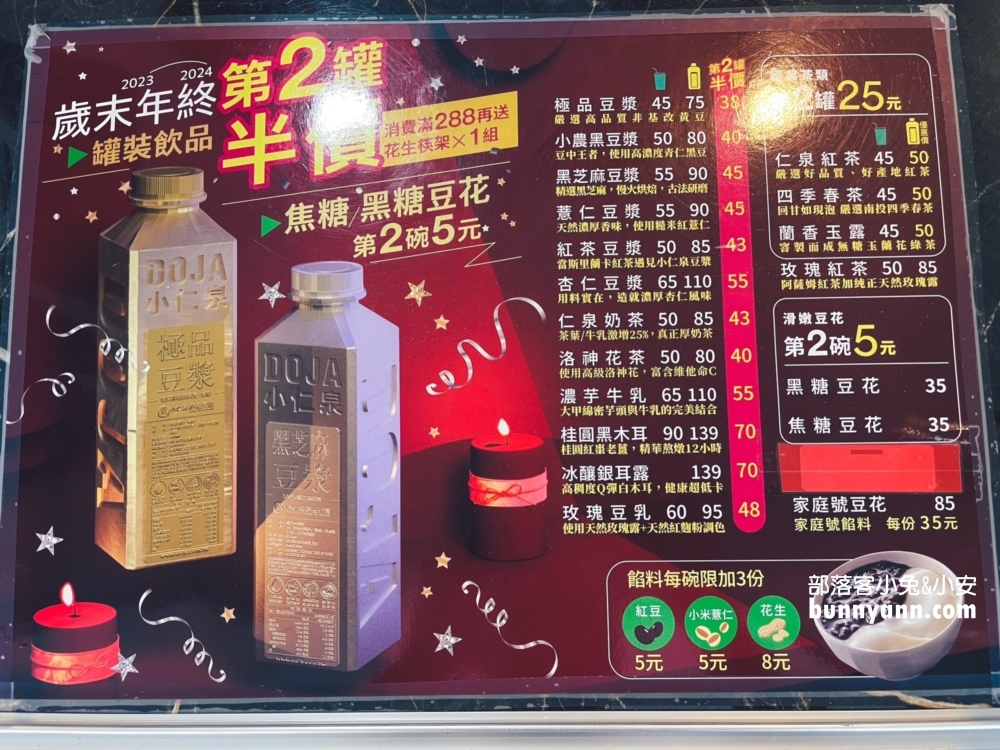 2023 2024
歲末年終
罐裝飲品
第2罐
半價
消費滿288再送
花生筷架×1組
焦糖/黑糖豆花
第2碗5元
DOJA
小仁泉
極品
豆漿
DOJA
小仁泉
黑芝麻
豆漿
第2罐
半價
極品豆漿 45 75 38
嚴選高品質非基改黃豆
小農黑豆漿 50 80 40
豆中王者,使用高濃度青仁黑豆
黑芝麻豆漿 55 90 45
精選黑芝麻,慢火烘焙,古法研磨
薏仁豆漿 55 90 45
天然濃厚香味,使用糙米紅薏仁
紅茶豆漿 50 85 43
當斯里蘭卡紅茶遇見小仁泉豆漿
杏仁豆漿 65 110 55
用料實在,造就濃厚杏仁風味
仁泉奶茶 50 85 43
茶葉/牛乳激增25%,真正厚奶茶
洛神花茶 50 80 40
使用高級洛神花,富含維他命C
濃芋牛乳 65 110 55
大甲綿密芋頭與牛乳的完美結合
桂圓黑木耳 90 139 70
桂圓紅棗老薑,精華熬燉12小時
冰釀銀耳露 139 70
高稠度Q彈白木耳,健康超低卡
玫瑰豆乳 60 95 48
使用天然玫瑰露+天然紅麴粉調色
茶類
罐25元
優惠價
仁泉紅茶 45 50
嚴選好品質、好產地紅茶
四季春茶 45 50
回甘如現泡 嚴選南投四季春茶
蘭香玉露 45 50
窨製而成無糖玉蘭花綠茶
玫瑰紅茶 50 85
阿薩姆紅茶加純正天然玫瑰露
滑嫩豆花
第2碗5元
黑糖豆花 35
焦糖豆花 35
家庭號豆花 85
家庭號餡料 每份35元
餡料每碗限加3份
紅豆 小米薏仁 花生
5元 5元 8元
部落客小兔&小安
bunnyann.com